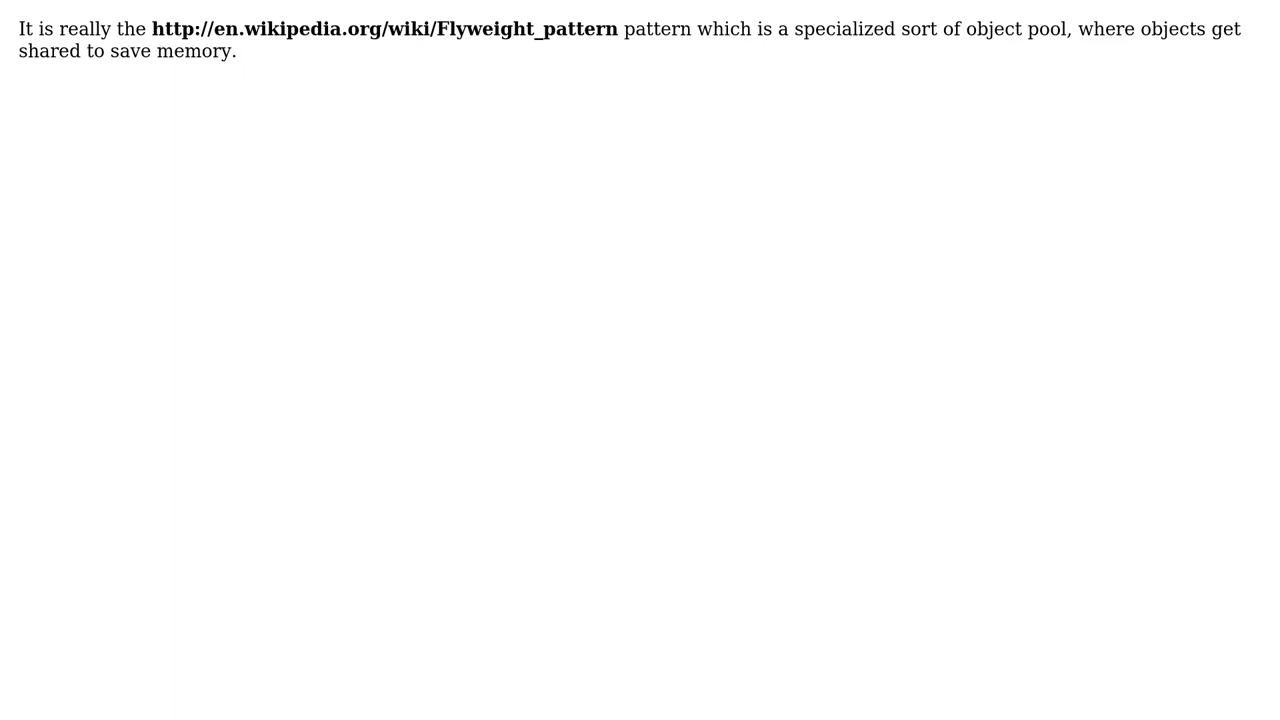 It is really the http://en.wikipedia.org/wiki/Flyweight_pattern pattern which is a specialized sort of object pool, where objects get
shared to save memory.